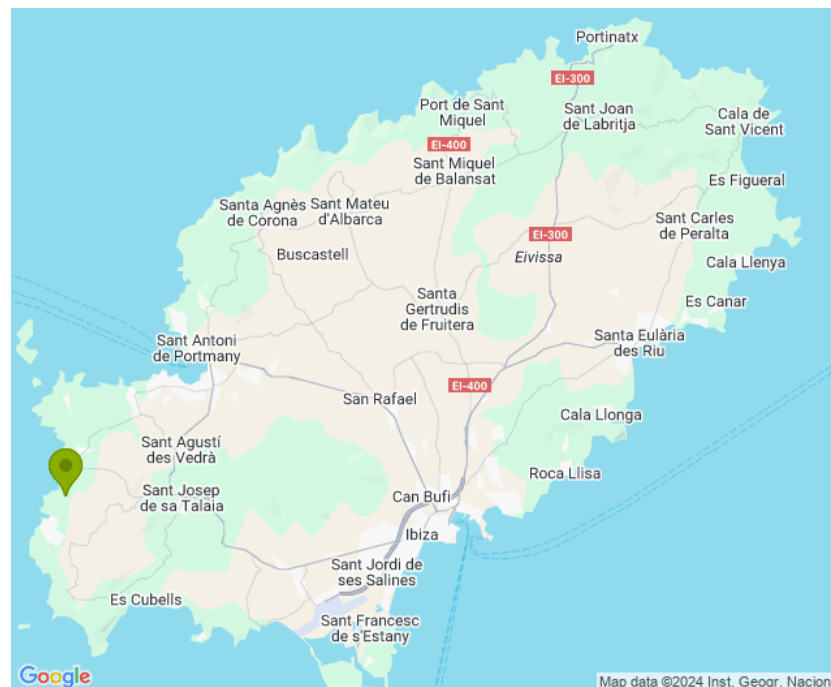 Portinatx
EI-300
Port de Sant
Miquel
Sant Joan
de Labritja
Cala de
Sant Vicent
EI-400
Sant Miquel
de Balansat
Es Figueral
Santa Agnès
de Corona
Sant Mateu
d'Albarca
Sant Carles
de Peralta
EI-300
Buscastell
Eivissa
Cala Llenya
Santa
Gertrudis
de Fruitera
Es Canar
Sant Antoni
de Portmany
Santa Eulària
des Riu
EI-400
San Rafael
Cala Llonga
Sant Agustí
des Vedrà
Roca Llisa
Sant Josep
de sa Talaia
Can Bufi
Ibiza
Sant Jordi de
ses Salines
Es Cubells
Sant Francesc
de s'Estany
Google
Map data ©2024 Inst. Geogr. Nacion